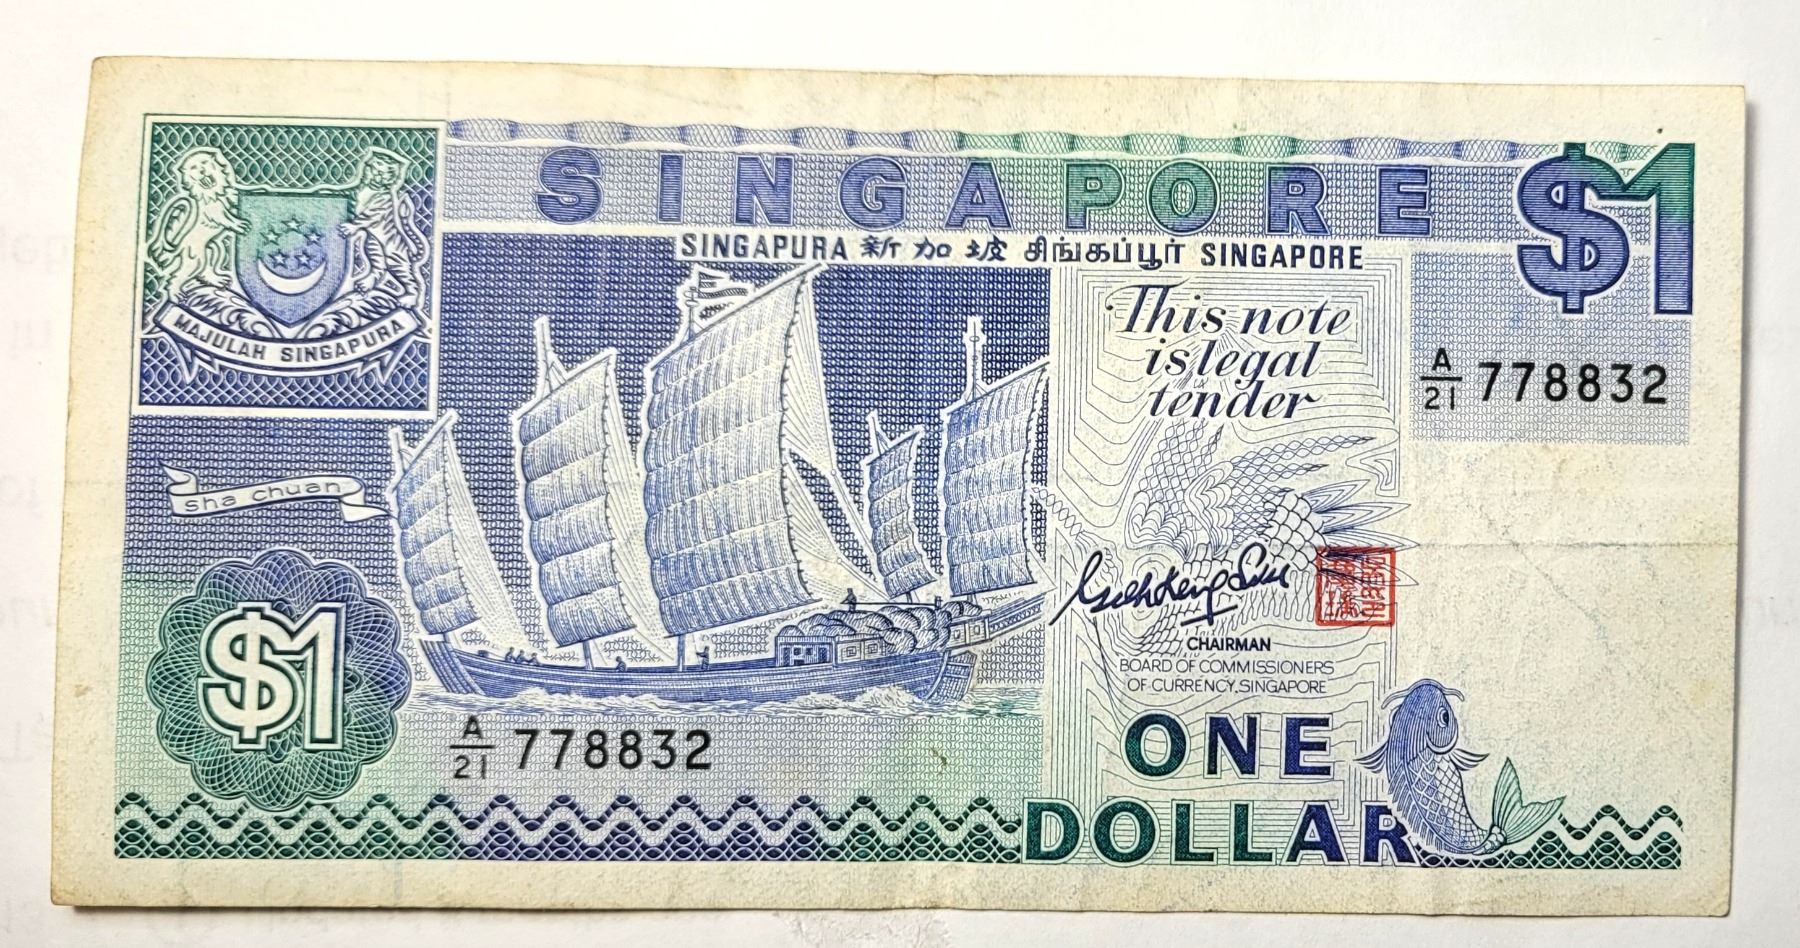 SINGAPORE
$1
SINGAPURA 新加坡 சிங்கப்பூர் SINGAPORE
MAJULAH SINGAPURA
This note
is legal
tender
A/21 778832
sha chuan
$1
CHAIRMAN
BOARD OF COMMISSIONERS
OF CURRENCY, SINGAPORE
A/21 778832
ONE
DOLLAR